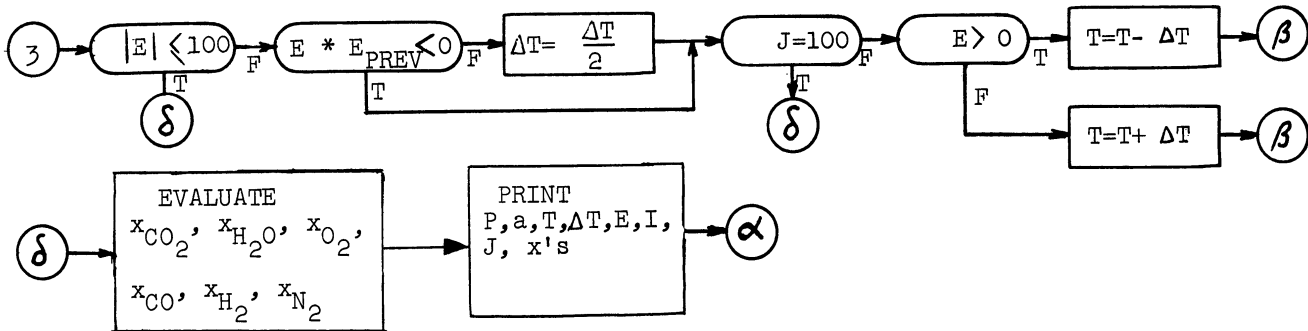 3
|E| ≤ 100
F
T
δ
E * E_PREV < 0
F
T
ΔT = ΔT/2
J=100
F
T
δ
E > 0
T
F
T=T- ΔT
β
T=T+ ΔT
β
δ
EVALUATE
x_CO₂, x_H₂O, x_O₂,
x_CO, x_H₂, x_N₂
PRINT
P,a,T,ΔT,E,I,
J, x's
α